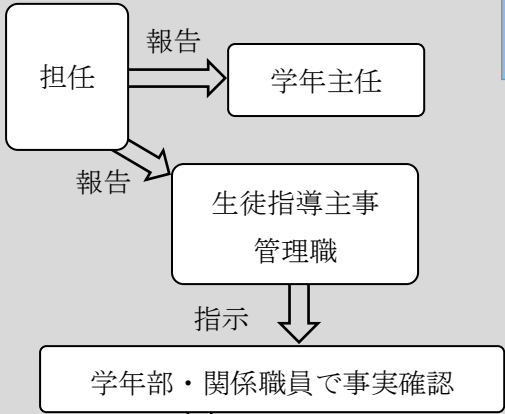 報告
担任
学年主任
報告
生徒指導主事
管理職
指示
学年部・関係職員で事実確認